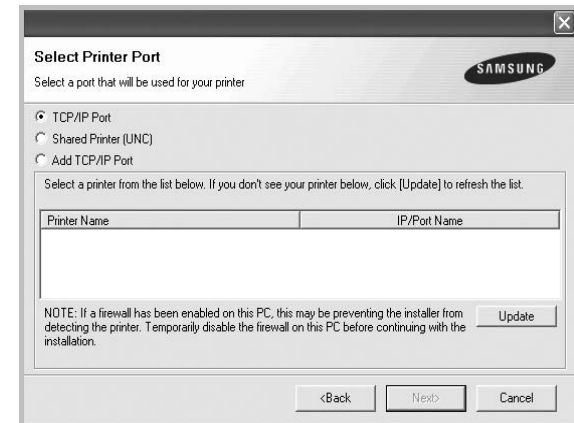 Select Printer Port
Select a port that will be used for your printer
SAMSUNG
TCP/IP Port
Shared Printer (UNC)
Add TCP/IP Port
Select a printer from the list below. If you don't see your printer below, click [Update] to refresh the list.
Printer Name IP/Port Name
NOTE: If a firewall has been enabled on this PC, this may be preventing the installer from
detecting the printer. Temporarily disable the firewall on this PC before continuing with the
installation.
Update
<Back Next> Cancel